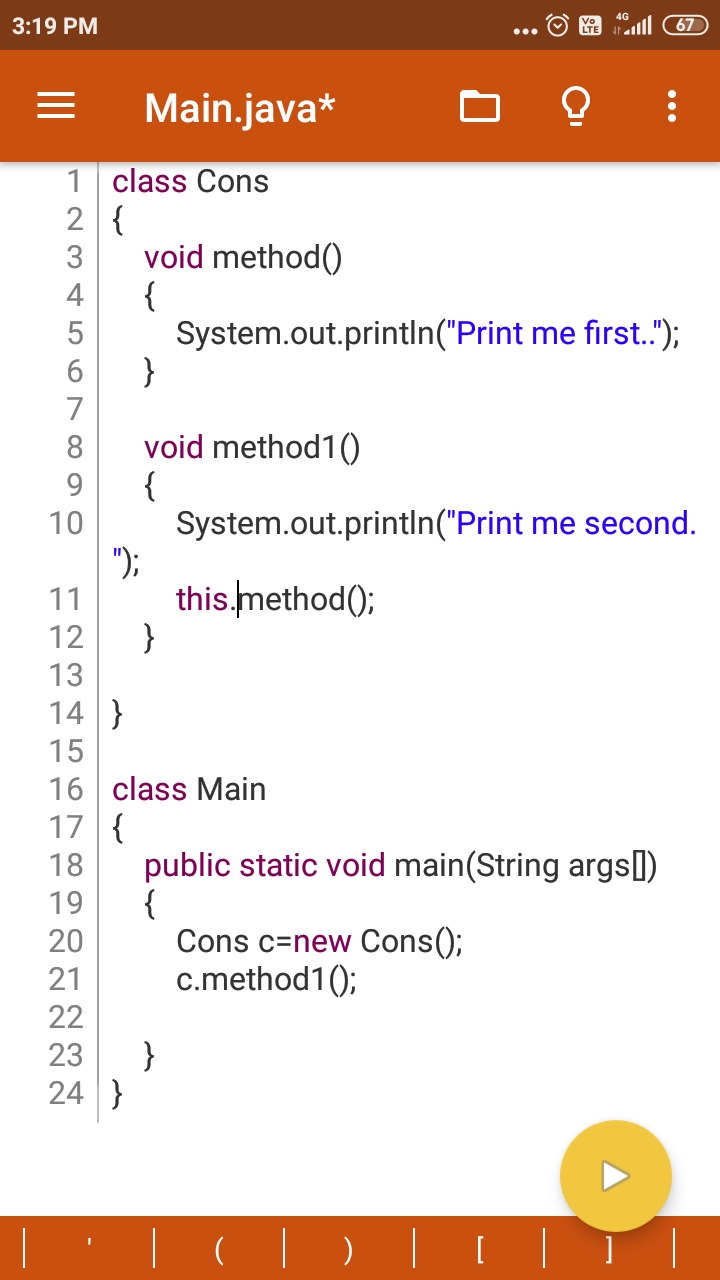 3:19 PM
... Vo LTE 4G 67
Main.java*
1 class Cons
2 {
3 void method()
4 {
5 System.out.println("Print me first..");
6 }
7
8 void method1()
9 {
10 System.out.println("Print me second.
");
11 this.method();
12 }
13
14 }
15
16 class Main
17 {
18 public static void main(String args[])
19 {
20 Cons c=new Cons();
21 c.method1();
22
23 }
24 }
' ( ) [ ]